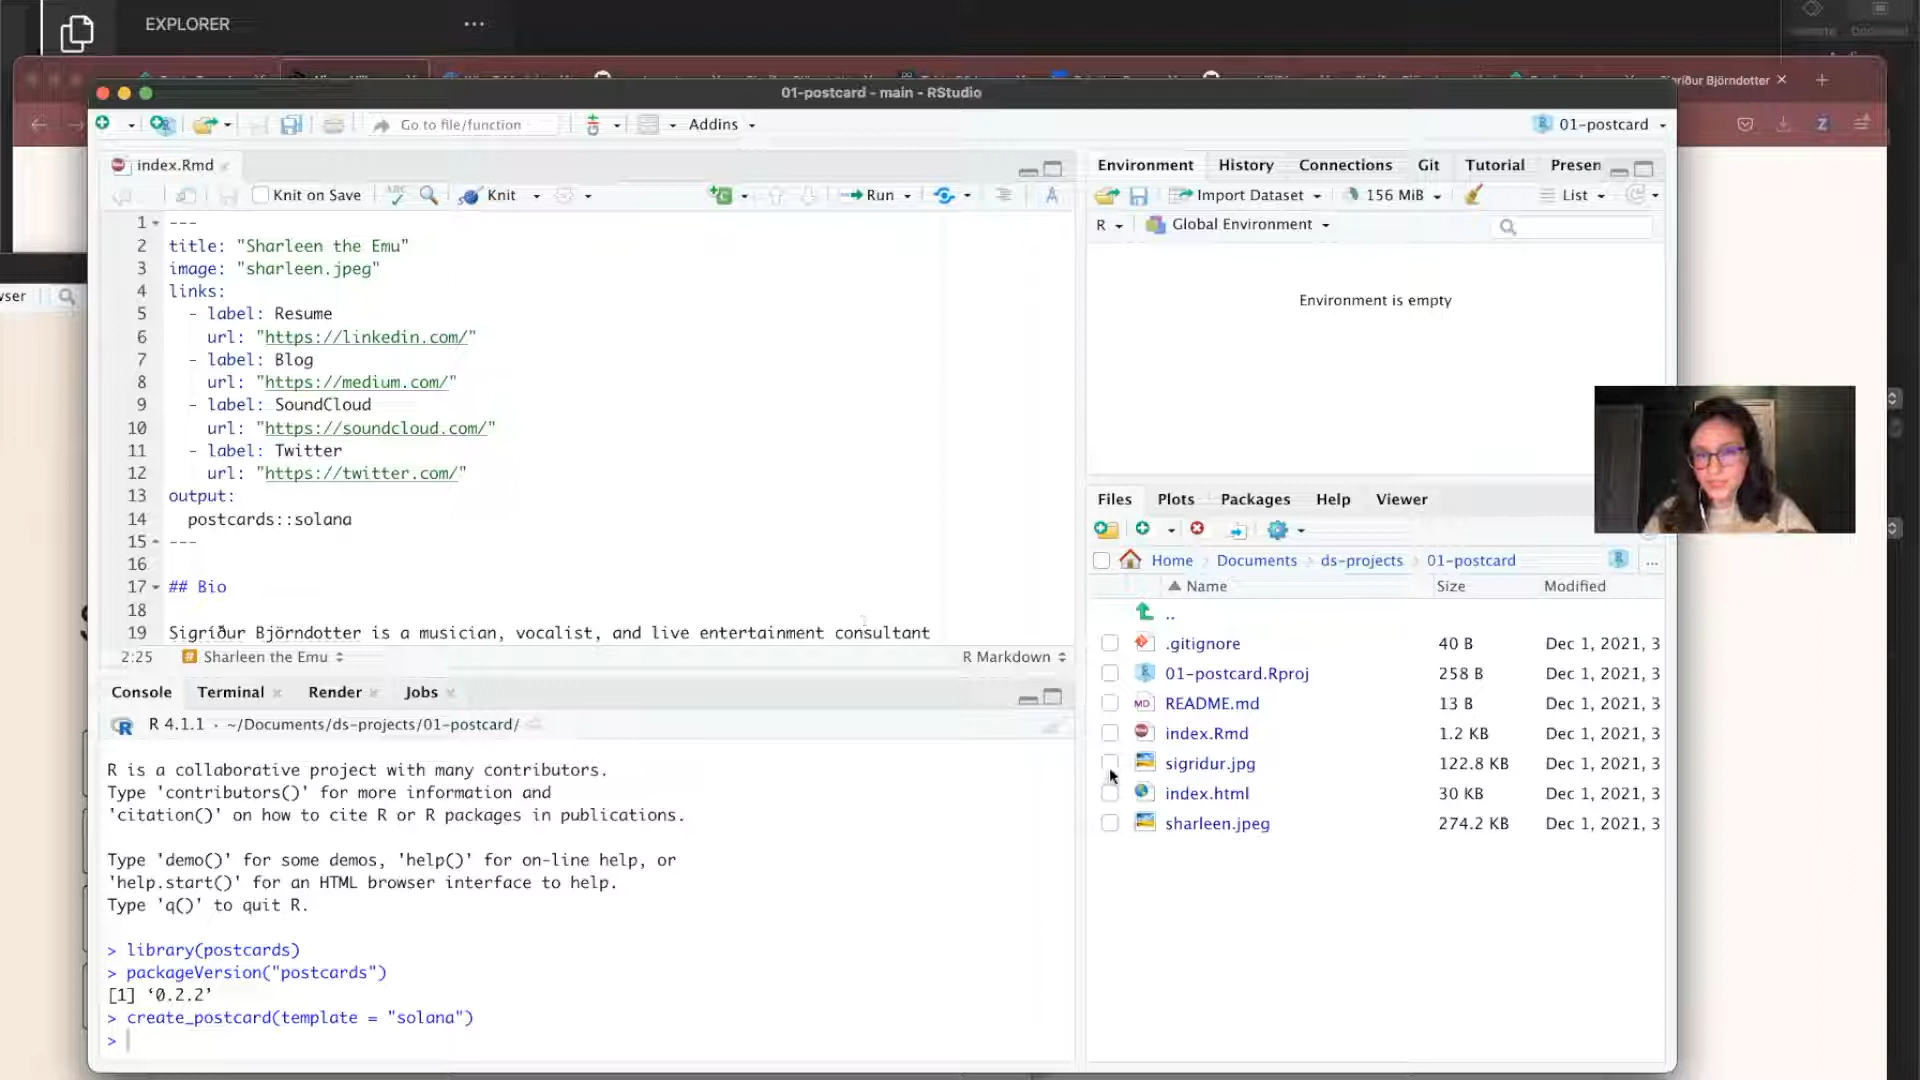 EXPLORER
Sigríður Björndotter
01-postcard - main - RStudio
Go to file/function
Addins
01-postcard
index.Rmd
Knit on Save
Knit
Run
1 ---
2 title: "Sharleen the Emu"
3 image: "sharleen.jpeg"
4 links:
5 - label: Resume
6 url: "https://linkedin.com/"
7 - label: Blog
8 url: "https://medium.com/"
9 - label: SoundCloud
10 url: "https://soundcloud.com/"
11 - label: Twitter
12 url: "https://twitter.com/"
13 output:
14 postcards::solana
15 ---
16
17 ## Bio
18
19 Sigríður Björndotter is a musician, vocalist, and live entertainment consultant
2:25 Sharleen the Emu R Markdown
Console Terminal Render Jobs
R 4.1.1 · ~/Documents/ds-projects/01-postcard/
R is a collaborative project with many contributors.
Type 'contributors()' for more information and
'citation()' on how to cite R or R packages in publications.
Type 'demo()' for some demos, 'help()' for on-line help, or
'help.start()' for an HTML browser interface to help.
Type 'q()' to quit R.
> library(postcards)
> packageVersion("postcards")
[1] ‘0.2.2’
> create_postcard(template = "solana")
>
Environment History Connections Git Tutorial Presen
Import Dataset 156 MiB List
R Global Environment
Environment is empty
Files Plots Packages Help Viewer
Home Documents ds-projects 01-postcard ...
Name Size Modified
..
.gitignore 40 B Dec 1, 2021, 3
01-postcard.Rproj 258 B Dec 1, 2021, 3
README.md 13 B Dec 1, 2021, 3
index.Rmd 1.2 KB Dec 1, 2021, 3
sigridur.jpg 122.8 KB Dec 1, 2021, 3
index.html 30 KB Dec 1, 2021, 3
sharleen.jpeg 274.2 KB Dec 1, 2021, 3